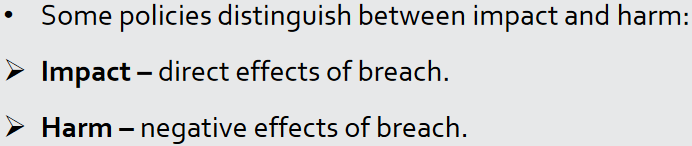 • Some policies distinguish between impact and harm:
➢ Impact – direct effects of breach.
➢ Harm – negative effects of breach.